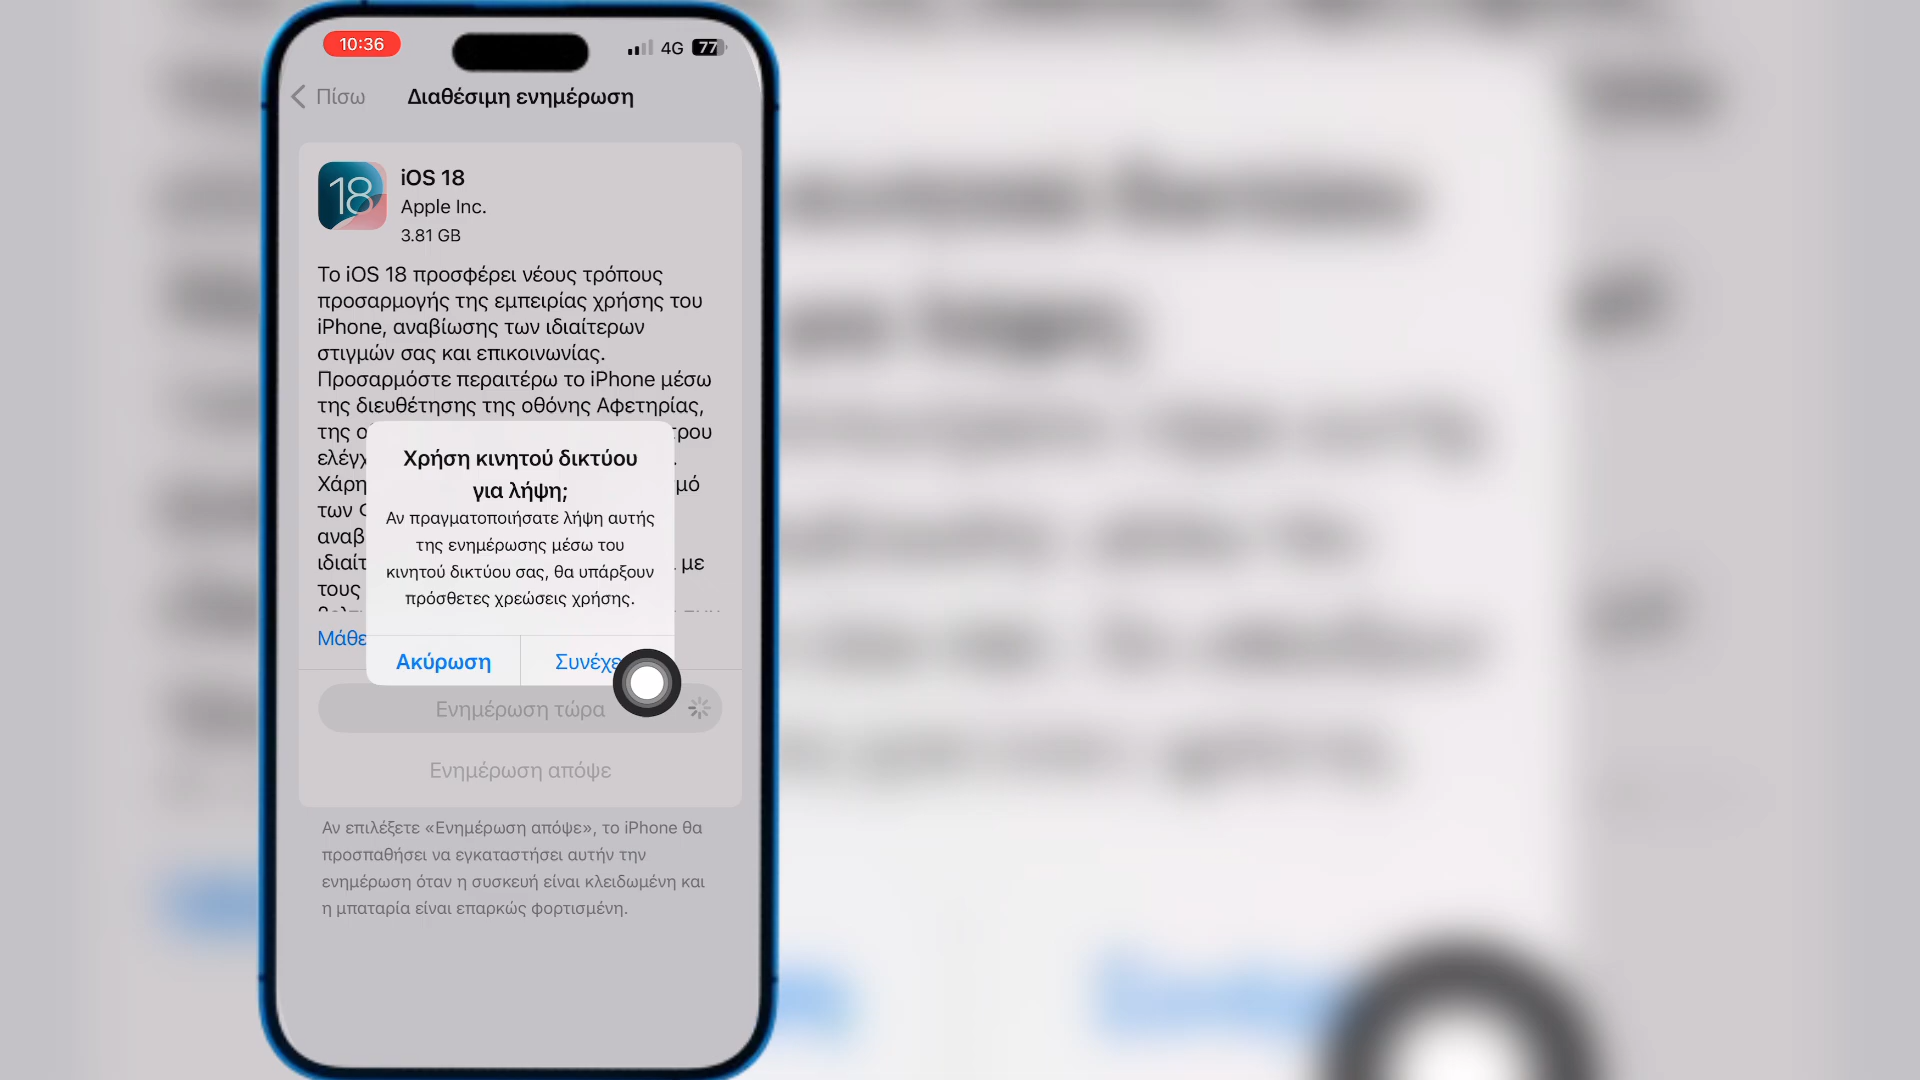 10:36
4G 77
Πίσω
Διαθέσιμη ενημέρωση
18
iOS 18
Apple Inc.
3.81 GB
Το iOS 18 προσφέρει νέους τρόπους
προσαρμογής της εμπειρίας χρήσης του
iPhone, αναβίωσης των ιδιαίτερων
στιγμών σας και επικοινωνίας.
Προσαρμόστε περαιτέρω το iPhone μέσω
της διευθέτησης της οθόνης Αφετηρίας,
της
Χάρη
των
με
τους
Χρήση κινητού δικτύου
για λήψη;
Αν πραγματοποιήσατε λήψη αυτής
της ενημέρωσης μέσω του
κινητού δικτύου σας, θα υπάρξουν
πρόσθετες χρεώσεις χρήσης.
Ακύρωση
Ενημέρωση τώρα
Ενημέρωση απόψε
Αν επιλέξετε «Ενημέρωση απόψε», το iPhone θα
προσπαθήσει να εγκαταστήσει αυτήν την
ενημέρωση όταν η συσκευή είναι κλειδωμένη και
η μπαταρία είναι επαρκώς φορτισμένη.